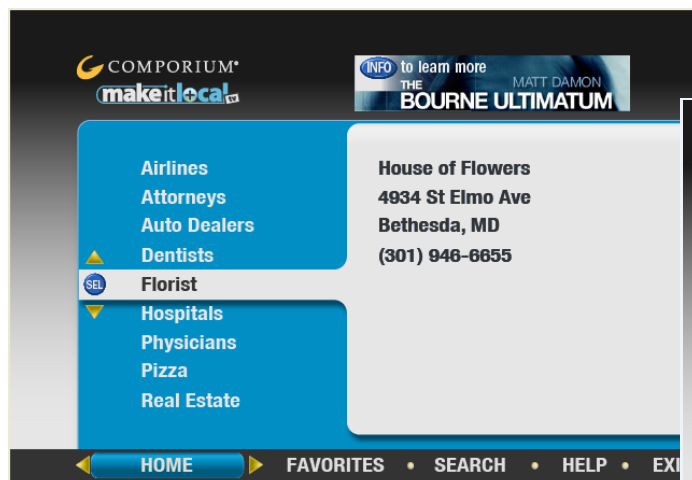 COMPORIUM
makeitlocal tv
INFO to learn more
THE MATT DAMON
BOURNE ULTIMATUM
Airlines
Attorneys
Auto Dealers
Dentists
SEL Florist
Hospitals
Physicians
Pizza
Real Estate
House of Flowers
4934 St Elmo Ave
Bethesda, MD
(301) 946-6655
HOME FAVORITES • SEARCH • HELP • EXI